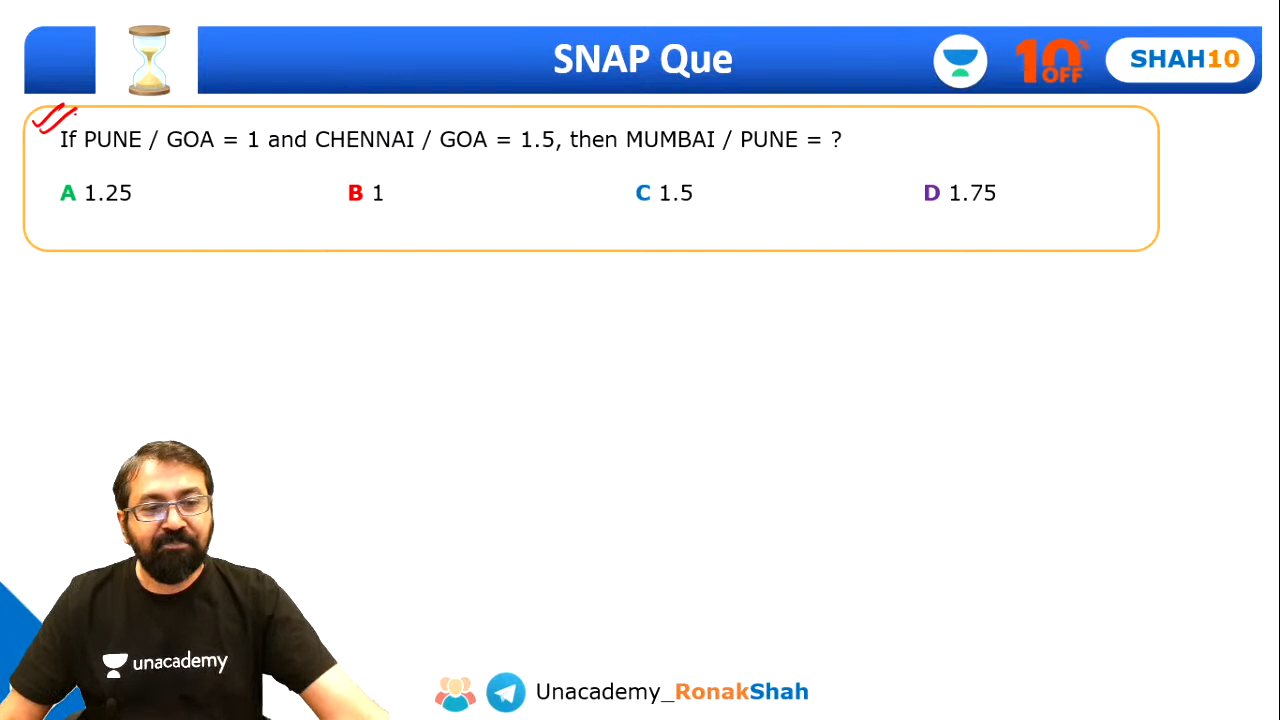 SNAP Que
10% OFF
SHAH10
If PUNE / GOA = 1 and CHENNAI / GOA = 1.5, then MUMBAI / PUNE = ?
A 1.25 B 1 C 1.5 D 1.75
unacademy
Unacademy_RonakShah